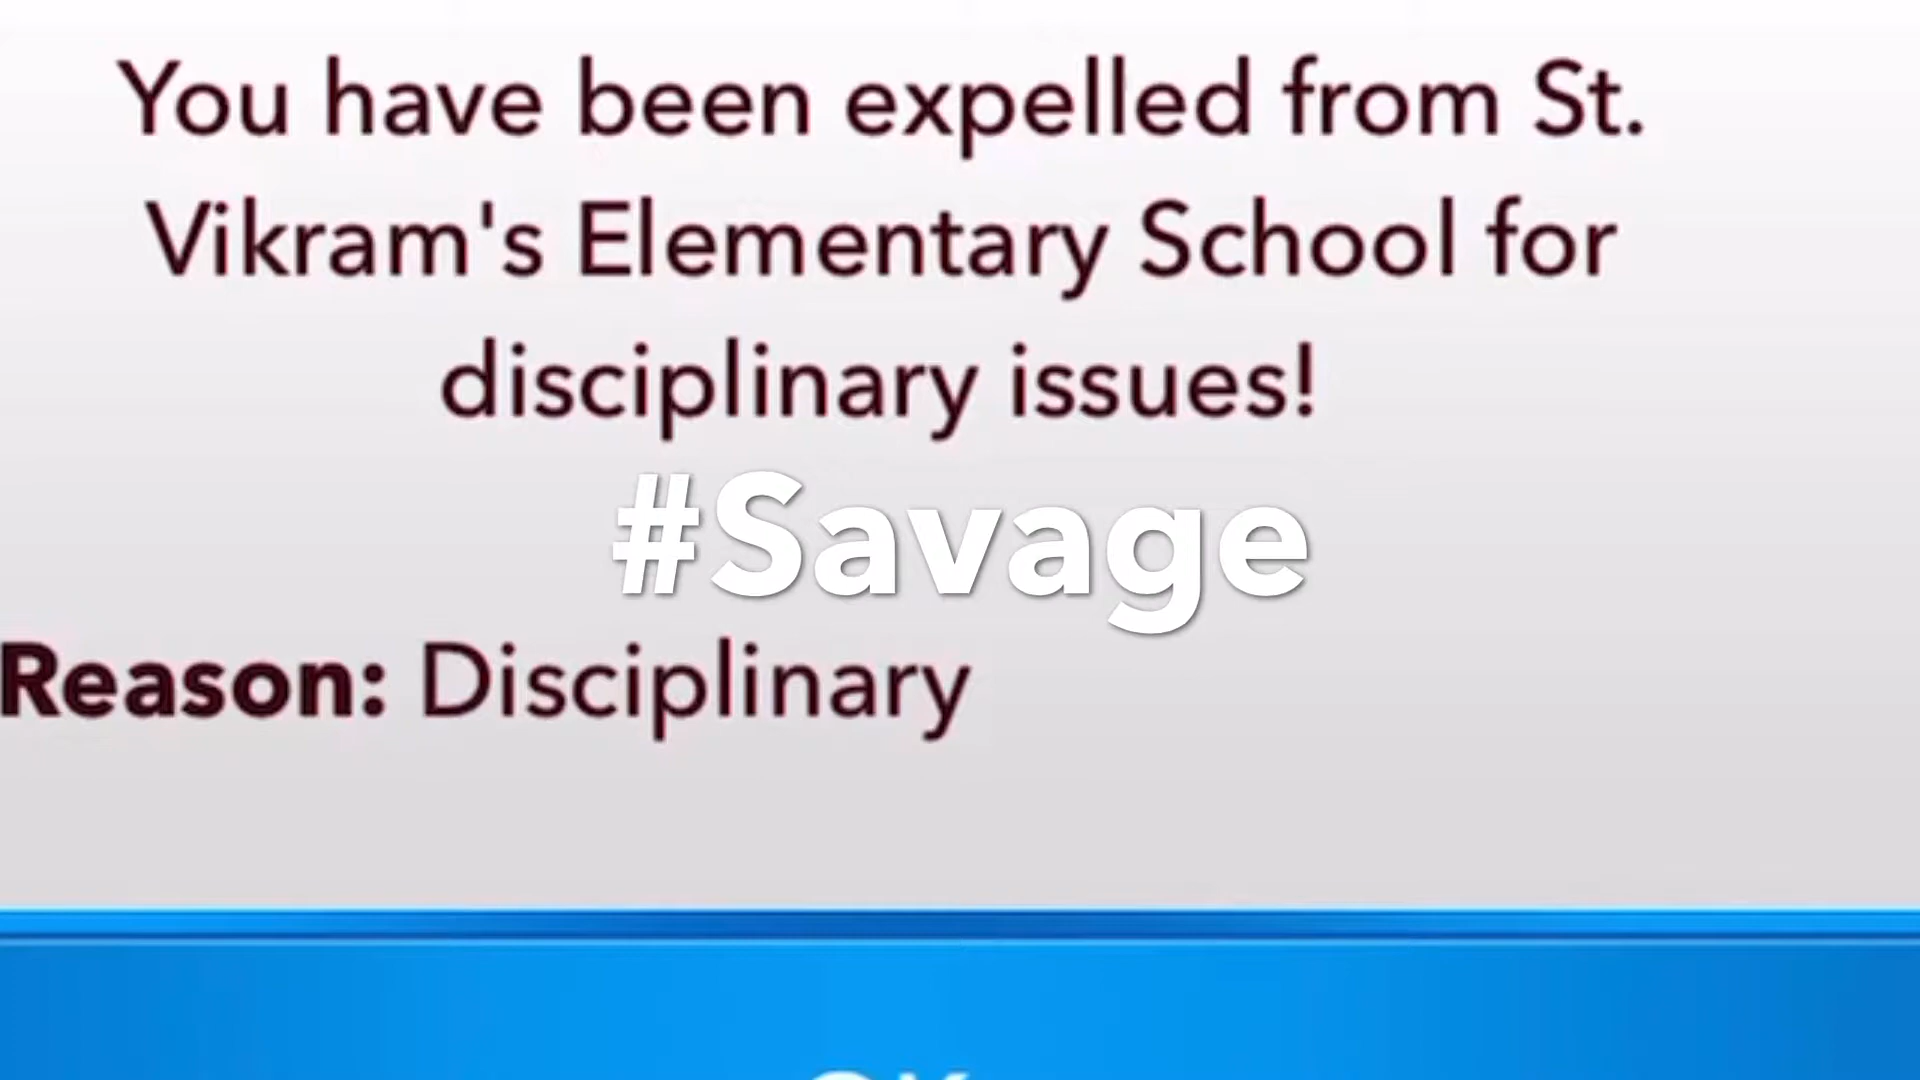 You have been expelled from St.
Vikram's Elementary School for
disciplinary issues!
#Savage
Reason: Disciplinary